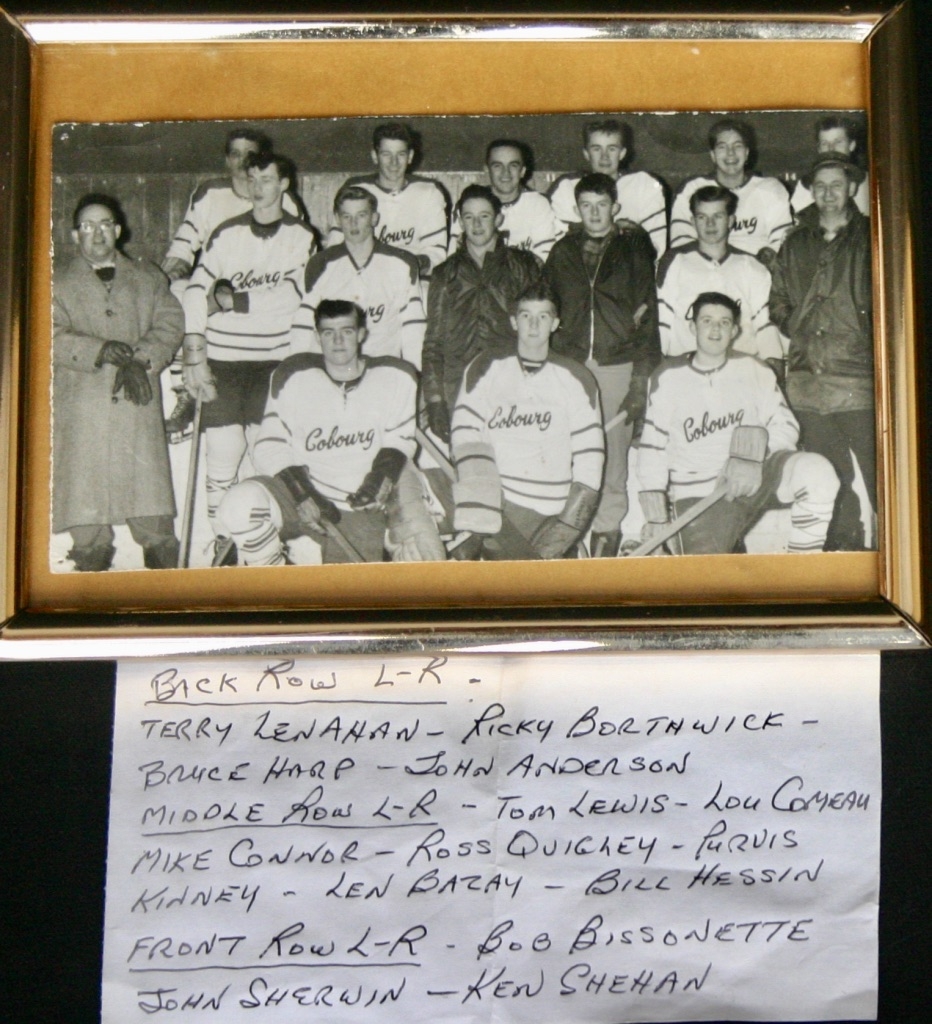 Cobourg
bourg
rg
Cobourg
Cobourg
Cobourg
BACK ROW L-R -
TERRY LENAHAN - RICKY BORTHWICK -
BRUCE HARP - JOHN ANDERSON
MIDDLE ROW L-R - TOM LEWIS - LOU COMEAU
MIKE CONNOR - ROSS QUIGLEY - PURVIS
KINNEY - LEN BAZAY - BILL HESSIN
FRONT ROW L-R - BOB BISSONETTE
JOHN SHERWIN - KEN SHEHAN